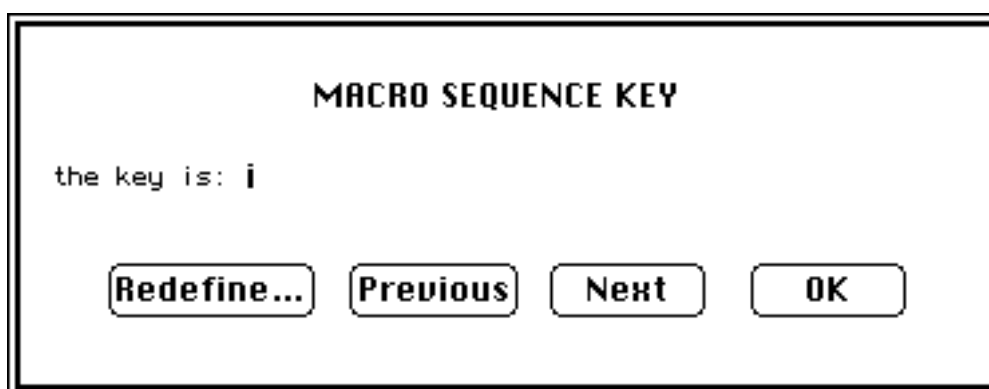 MACRO SEQUENCE KEY
the key is: i
Redefine... Previous Next OK